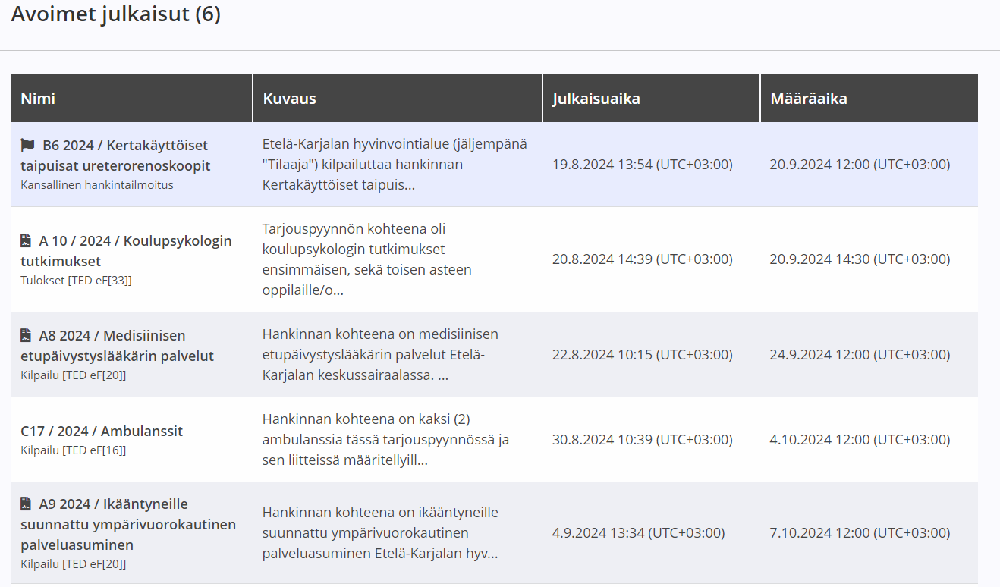 Avoimet julkaisut (6)
Nimi
Kuvaus
Julkaisuaika
Määräaika
B6 2024 / Kertakäyttöiset
taipuisat ureterorenoskoopit
Kansallinen hankintailmoitus
Etelä-Karjalan hyvinvointialue (jäljempänä
"Tilaaja") kilpailuttaa hankinnan
Kertakäyttöiset taipuis...
19.8.2024 13:54 (UTC+03:00)
20.9.2024 12:00 (UTC+03:00)
A 10 / 2024 / Koulupsykologin
tutkimukset
Tulokset [TED eF[33]]
Tarjouspyynnön kohteena oli
koulupsykologin tutkimukset
ensimmäisen, sekä toisen asteen
oppilaille/o...
20.8.2024 14:39 (UTC+03:00)
20.9.2024 14:30 (UTC+03:00)
A8 2024 / Medisiinisen
etupäivystyslääkärin palvelut
Kilpailu [TED eF[20]]
Hankinnan kohteena on medisiinisen
etupäivystyslääkärin palvelut Etelä-
Karjalan keskussairaalassa. ...
22.8.2024 10:15 (UTC+03:00)
24.9.2024 12:00 (UTC+03:00)
C17 / 2024 / Ambulanssit
Kilpailu [TED eF[16]]
Hankinnan kohteena on kaksi (2)
ambulanssia tässä tarjouspyynnössä ja
sen liitteissä määritellyill...
30.8.2024 10:39 (UTC+03:00)
4.10.2024 12:00 (UTC+03:00)
A9 2024 / Ikääntyneille
suunnattu ympärivuorokautinen
palveluasuminen
Kilpailu [TED eF[20]]
Hankinnan kohteena on ikääntyneille
suunnattu ympärivuorokautinen
palveluasuminen Etelä-Karjalan hyv...
4.9.2024 13:34 (UTC+03:00)
7.10.2024 12:00 (UTC+03:00)